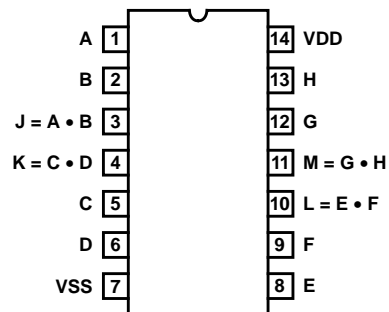 A 1
B 2
J = A • B 3
K = C • D 4
C 5
D 6
VSS 7
14 VDD
13 H
12 G
11 M = G • H
10 L = E • F
9 F
8 E